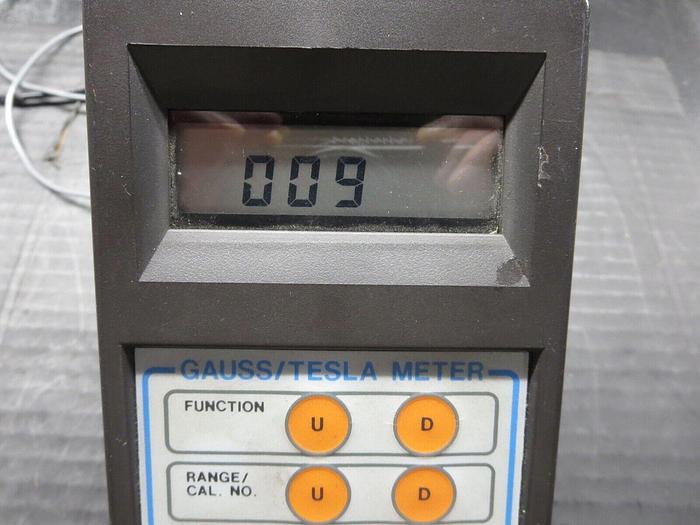 009
GAUSS/TESLA METER
FUNCTION U D
RANGE/
CAL. NO. U D